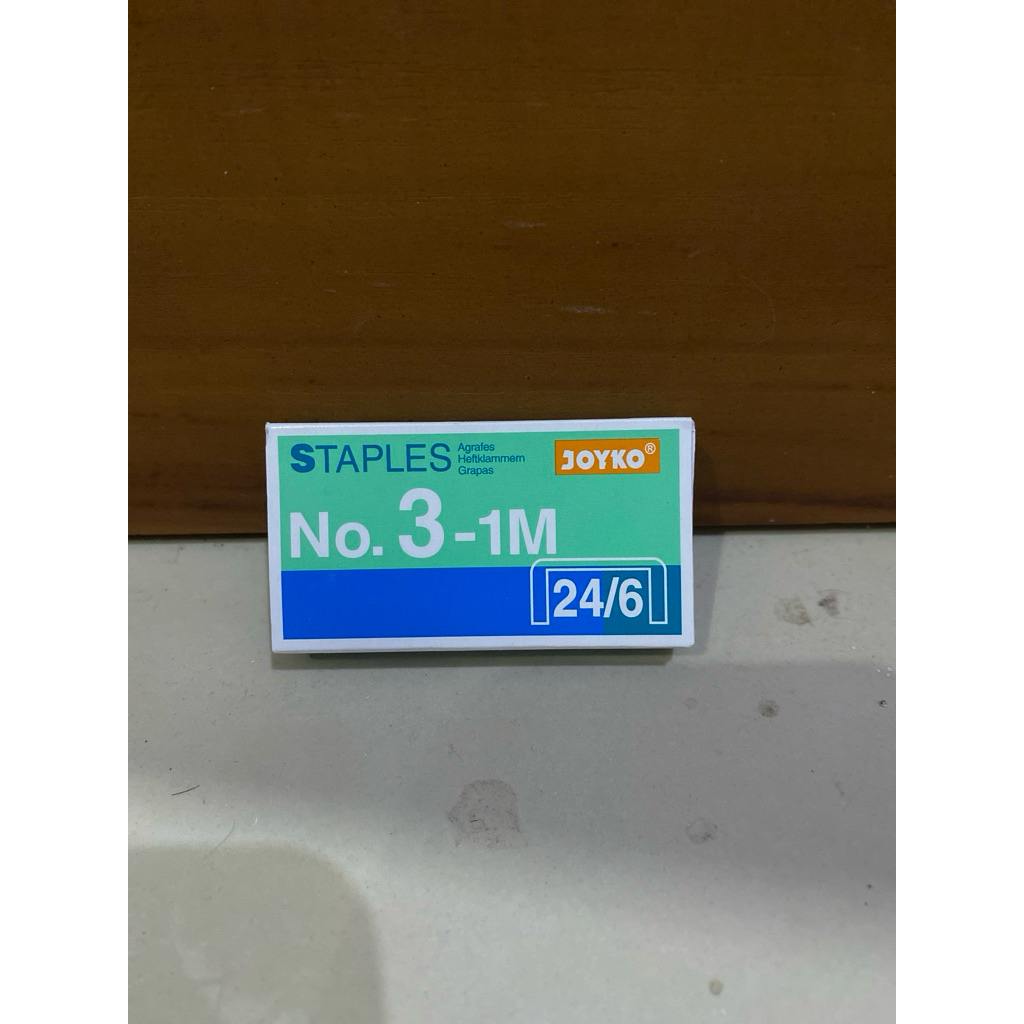 STAPLES
Agrafes
Heftklammern
Grapas
JOYKO®
No. 3-1M
24/6